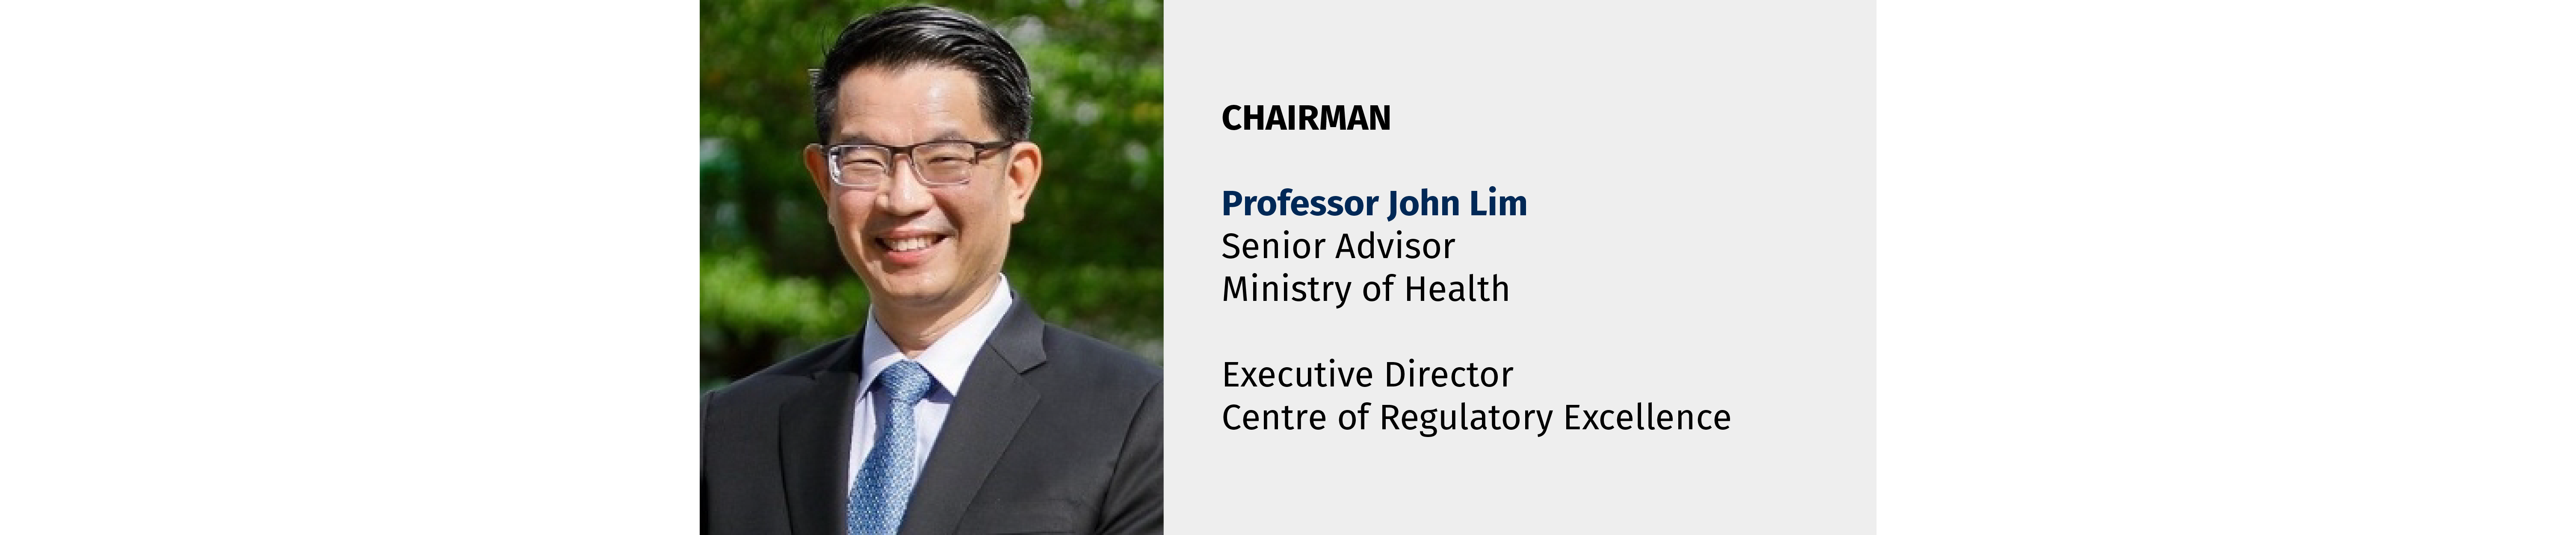 CHAIRMAN
Professor John Lim
Senior Advisor
Ministry of Health
Executive Director
Centre of Regulatory Excellence